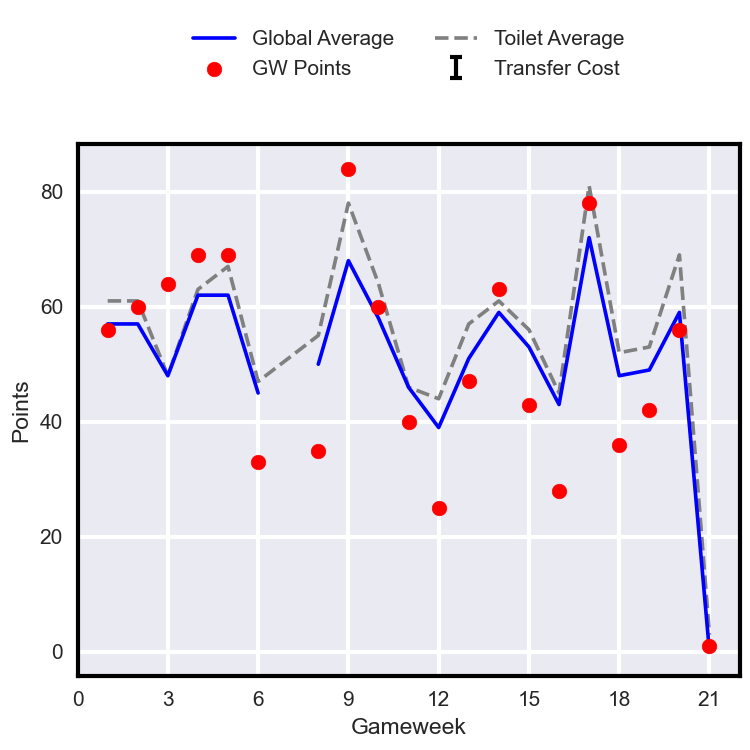 Global Average
Toilet Average
GW Points
Transfer Cost
80
60
40
20
0
Points
0 3 6 9 12 15 18 21
Gameweek